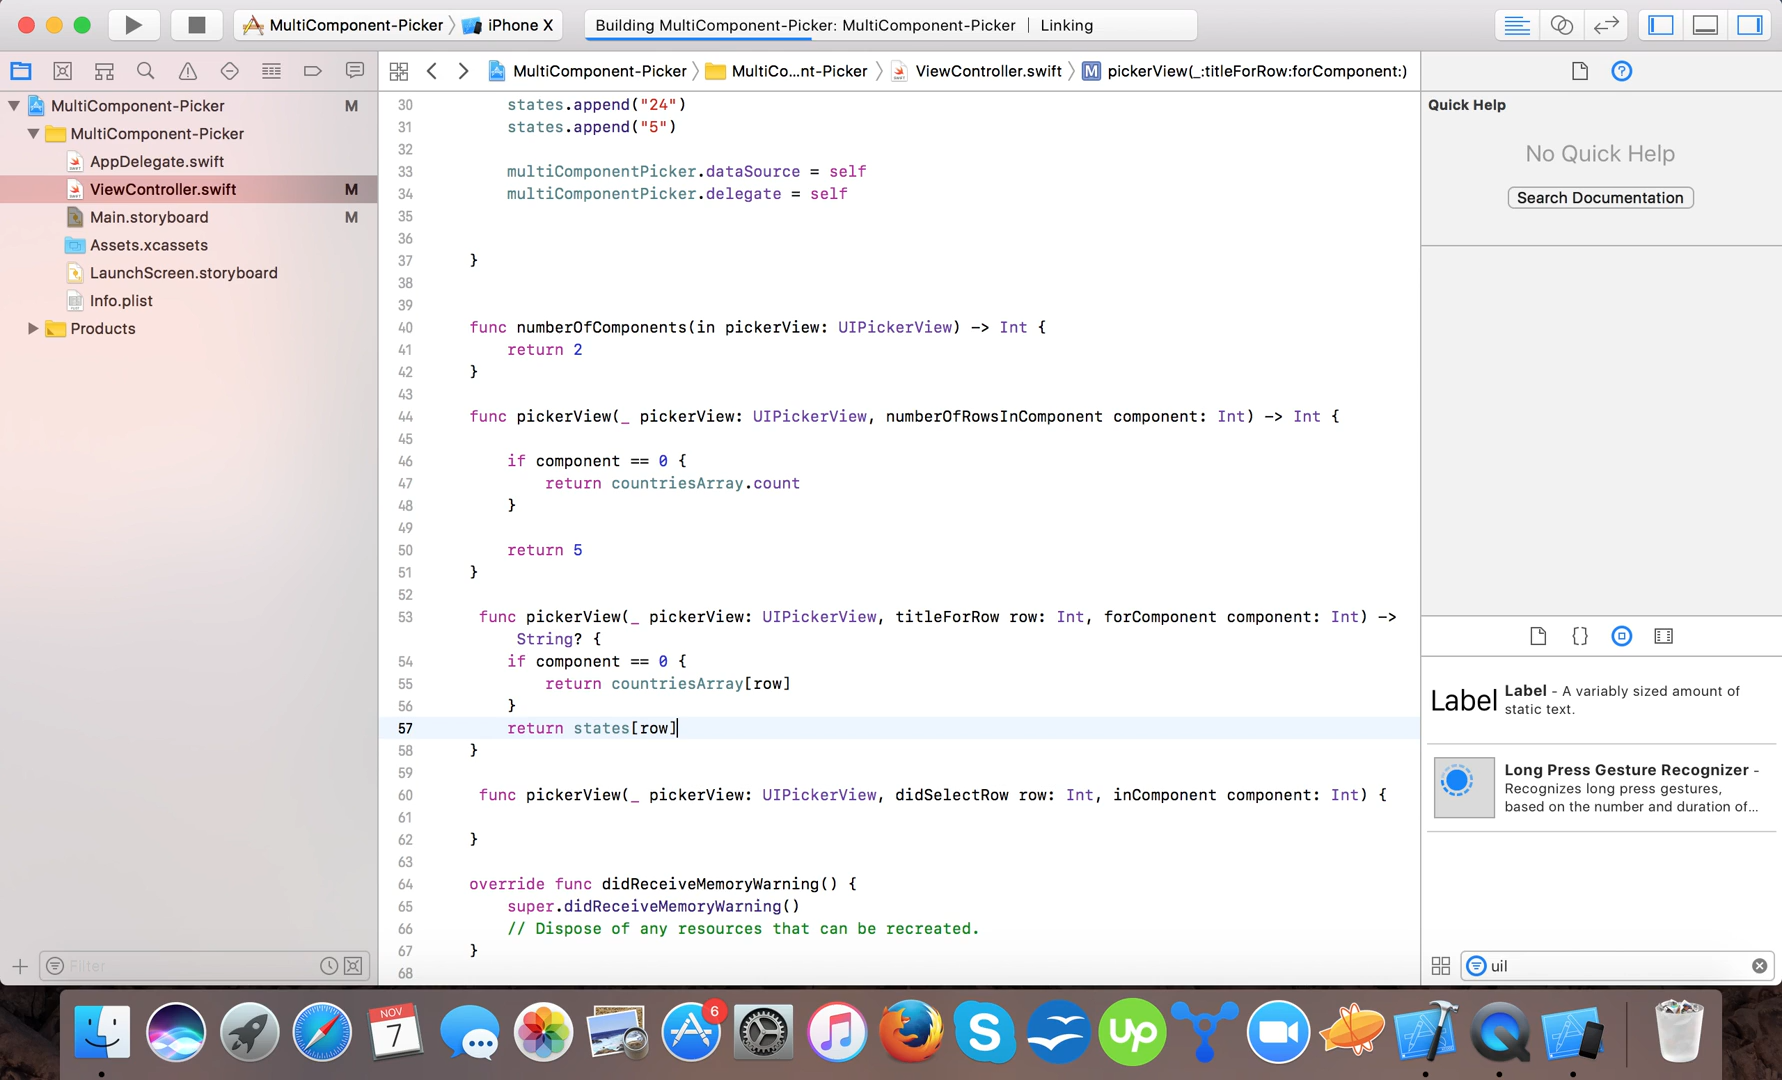 MultiComponent-Picker
iPhone X
Building MultiComponent-Picker: MultiComponent-Picker | Linking
MultiComponent-Picker
MultiCo...nt-Picker
ViewController.swift
M
pickerView(_:titleForRow:forComponent:)
MultiComponent-Picker M
MultiComponent-Picker
AppDelegate.swift
ViewController.swift M
Main.storyboard M
Assets.xcassets
LaunchScreen.storyboard
Info.plist
Products
Filter
30 states.append("24")
31 states.append("5")
32
33 multiComponentPicker.dataSource = self
34 multiComponentPicker.delegate = self
35
36
37 }
38
39
40 func numberOfComponents(in pickerView: UIPickerView) -> Int {
41 return 2
42 }
43
44 func pickerView(_ pickerView: UIPickerView, numberOfRowsInComponent component: Int) -> Int {
45
46 if component == 0 {
47 return countriesArray.count
48 }
49
50 return 5
51 }
52
53 func pickerView(_ pickerView: UIPickerView, titleForRow row: Int, forComponent component: Int) ->
String? {
54 if component == 0 {
55 return countriesArray[row]
56 }
57 return states[row]
58 }
59
60 func pickerView(_ pickerView: UIPickerView, didSelectRow row: Int, inComponent component: Int) {
61
62 }
63
64 override func didReceiveMemoryWarning() {
65 super.didReceiveMemoryWarning()
66 // Dispose of any resources that can be recreated.
67 }
68
Quick Help
No Quick Help
Search Documentation
Label
Label - A variably sized amount of
static text.
Long Press Gesture Recognizer -
Recognizes long press gestures,
based on the number and duration of...
uil
NOV
7
6
S
up